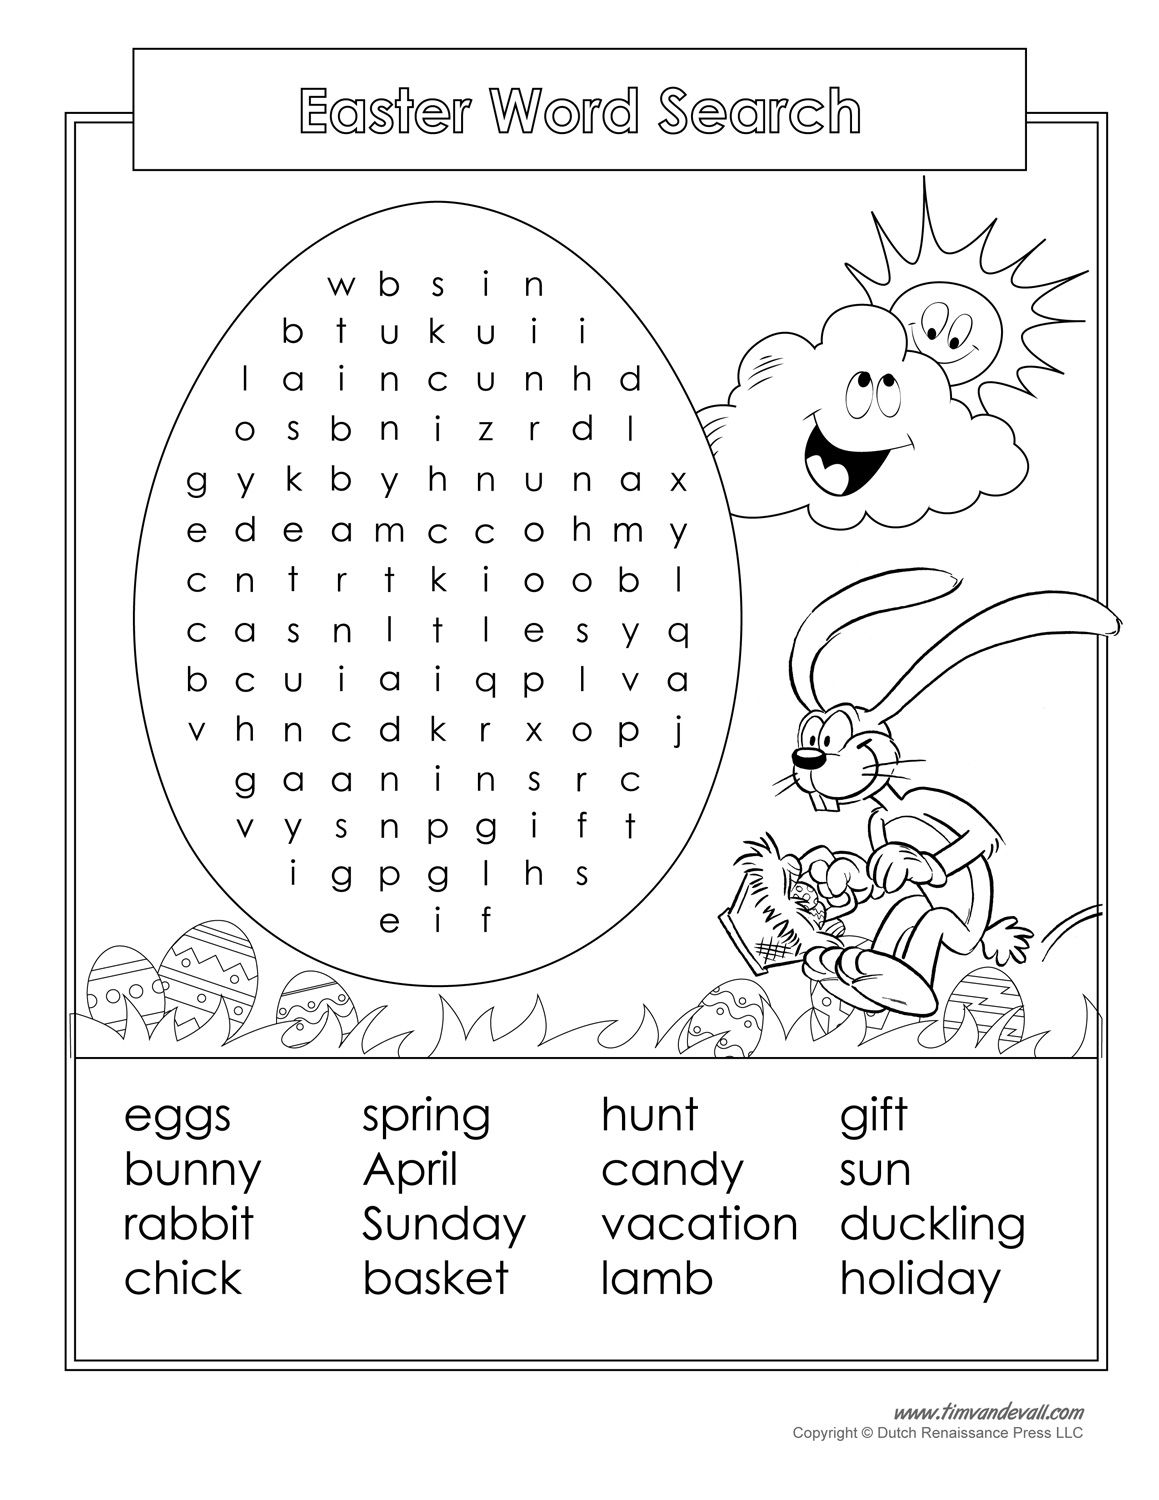 Easter Word Search
w b s i n
b t u k u i i
l a i n c u n h d
o s b n i z r d l
g y k b y h n u n a x
e d e a m c c o h m y
c n t r t k i o o b l
c a s n l t l e s y q
b c u i a i q p l v a
v h n c d k r x o p j
g a a n i n s r c
v y s n p g i f t
i g p g l h s
e i f
eggs spring hunt gift
bunny April candy sun
rabbit Sunday vacation duckling
chick basket lamb holiday
www.timvandevall.com
Copyright © Dutch Renaissance Press LLC